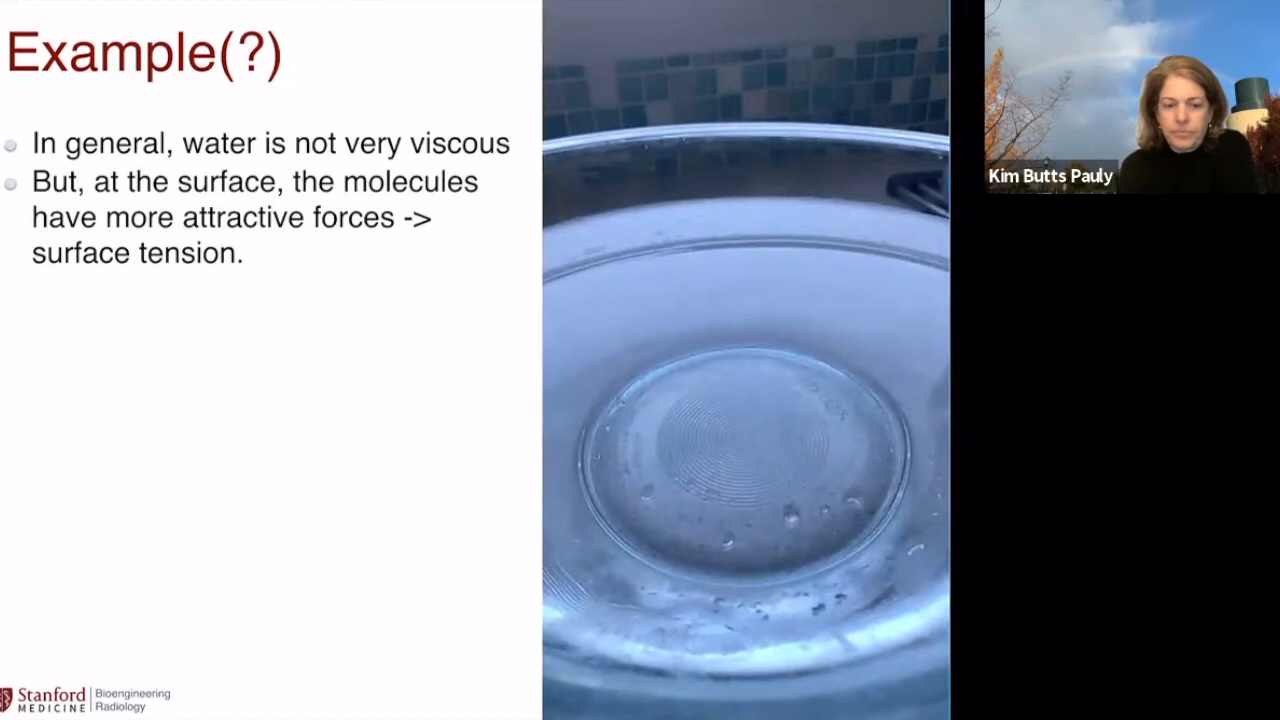 Example(?)
In general, water is not very viscous
But, at the surface, the molecules
have more attractive forces ->
surface tension.
Kim Butts Pauly
Stanford
MEDICINE
Bioengineering
Radiology